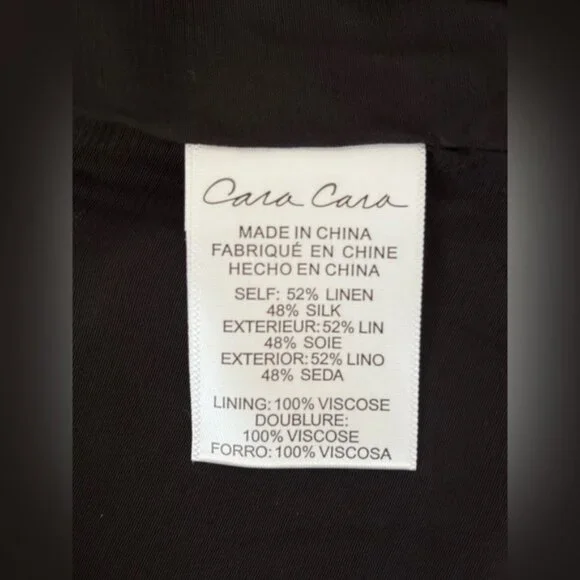 Cara Cara
MADE IN CHINA
FABRIQUÉ EN CHINE
HECHO EN CHINA
SELF: 52% LINEN
48% SILK
EXTERIEUR: 52% LIN
48% SOIE
EXTERIOR: 52% LINO
48% SEDA
LINING: 100% VISCOSE
DOUBLURE:
100% VISCOSE
FORRO: 100% VISCOSA